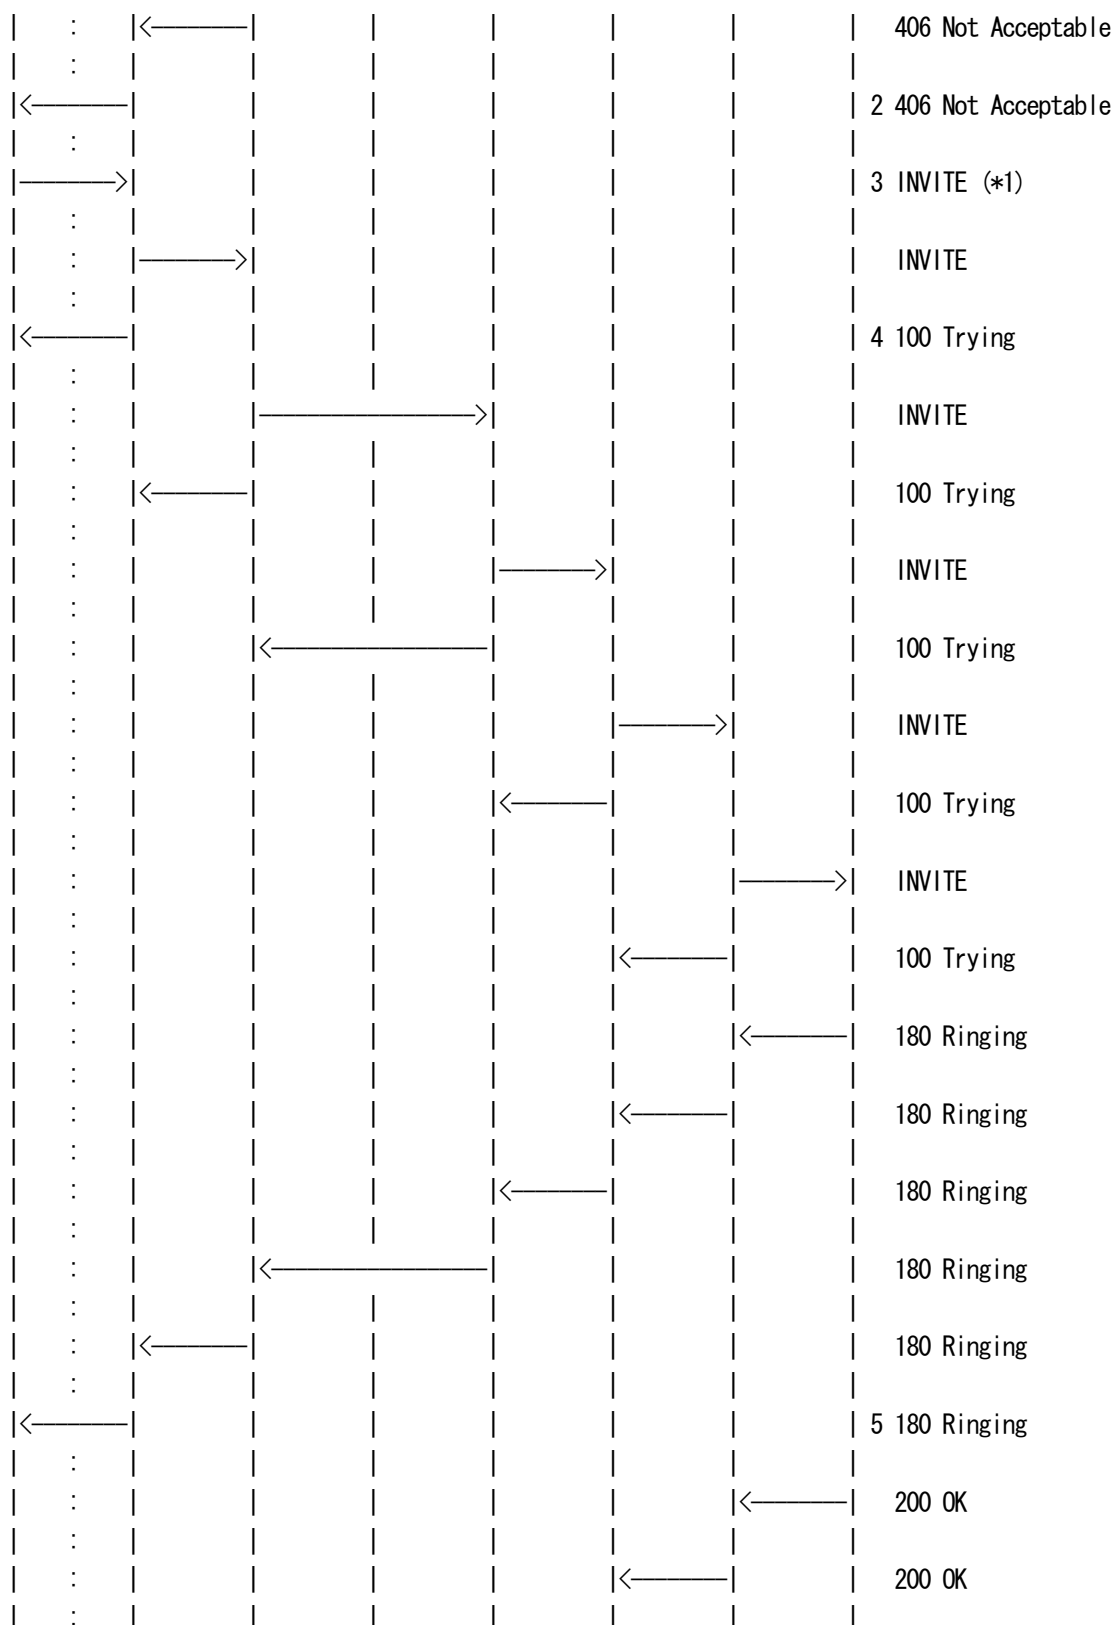 406 Not Acceptable
2 406 Not Acceptable
3 INVITE (*1)
INVITE
4 100 Trying
INVITE
100 Trying
INVITE
100 Trying
INVITE
100 Trying
INVITE
100 Trying
180 Ringing
180 Ringing
180 Ringing
180 Ringing
180 Ringing
5 180 Ringing
200 OK
200 OK